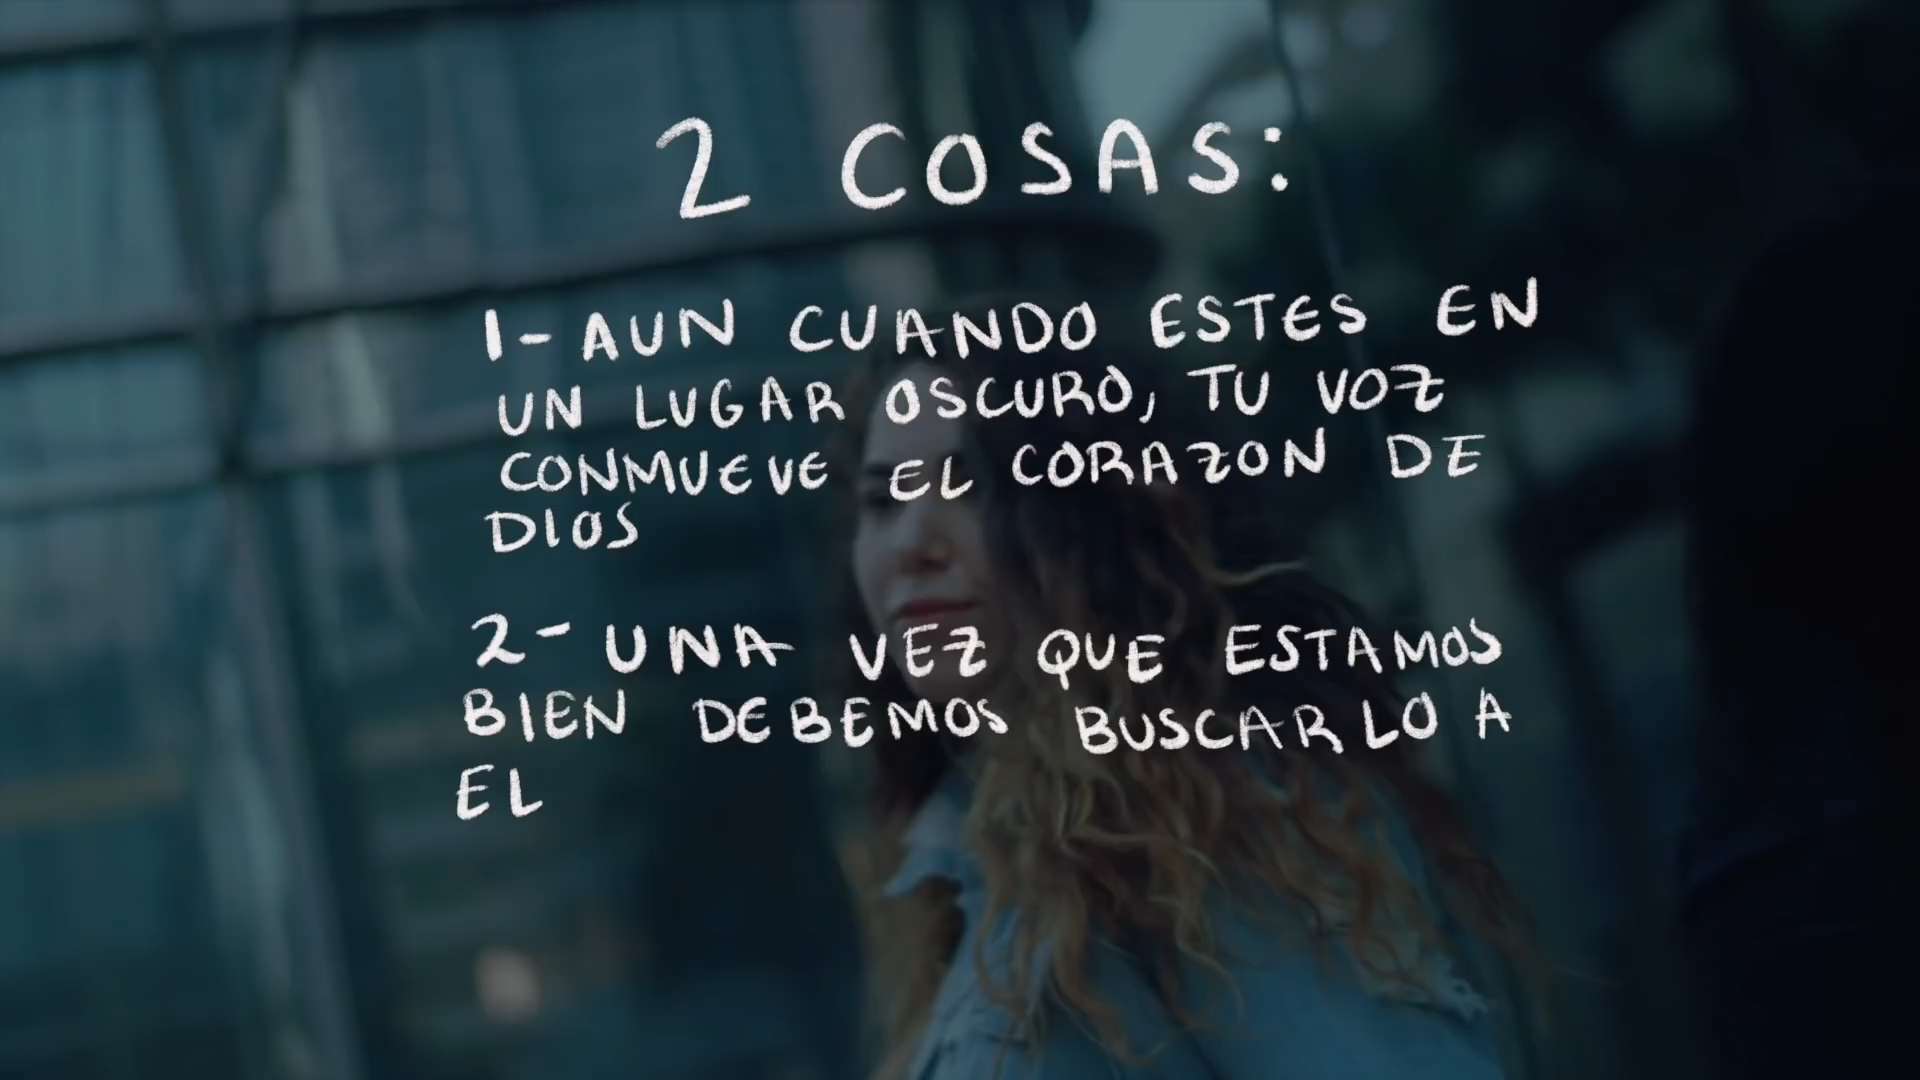 2 COSAS:
1-AUN CUANDO ESTES EN
UN LUGAR OSCURO, TU VOZ
CONMUEVE EL CORAZON DE
DIOS
2-UNA VEZ QUE ESTAMOS
BIEN DEBEMOS BUSCARLO A
EL